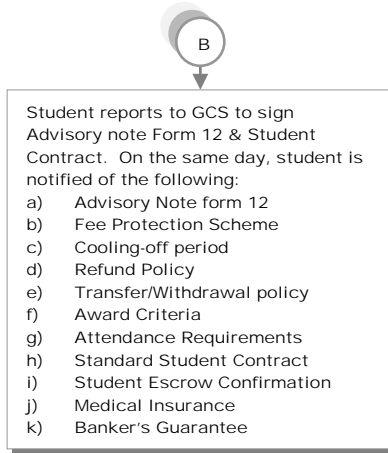 B
Student reports to GCS to sign
Advisory note Form 12 & Student
Contract. On the same day, student is
notified of the following:
a) Advisory Note form 12
b) Fee Protection Scheme
c) Cooling-off period
d) Refund Policy
e) Transfer/Withdrawal policy
f) Award Criteria
g) Attendance Requirements
h) Standard Student Contract
i) Student Escrow Confirmation
j) Medical Insurance
k) Banker's Guarantee